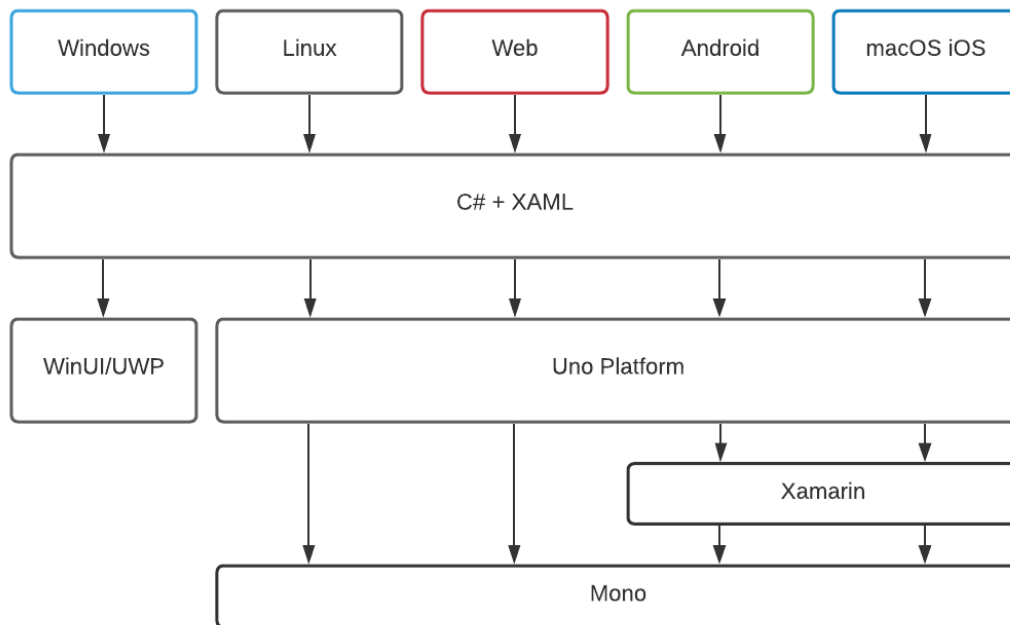 Windows
Linux
Web
Android
macOS iOS
C# + XAML
WinUI/UWP
Uno Platform
Xamarin
Mono